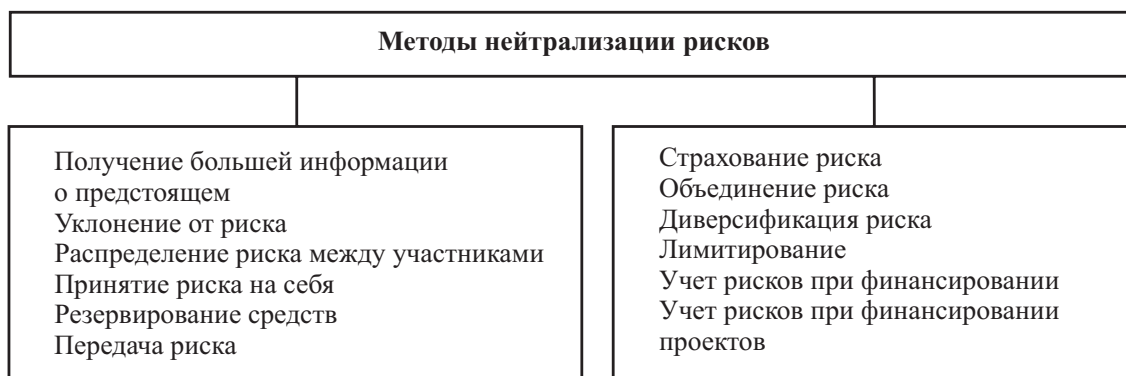 Методы нейтрализации рисков
Получение большей информации
о предстоящем
Уклонение от риска
Распределение риска между участниками
Принятие риска на себя
Резервирование средств
Передача риска
Страхование риска
Объединение риска
Диверсификация риска
Лимитирование
Учет рисков при финансировании
Учет рисков при финансировании
проектов